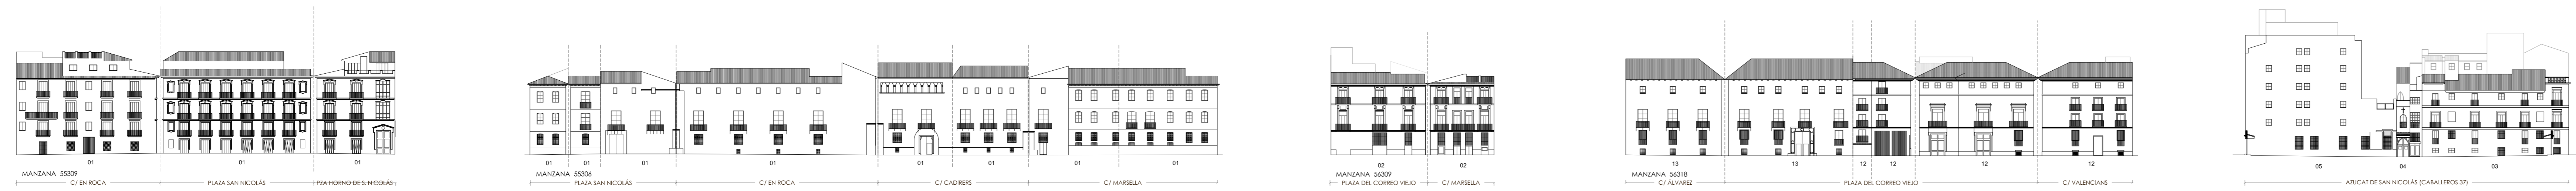 01 01 01
MANZANA 55309
C/ EN ROCA PLAZA SAN NICOLÁS PZA HORNO DE S. NICOLÁS
01 01 01 01 01 01 01 01
MANZANA 55306
PLAZA SAN NICOLÁS C/ EN ROCA C/ CADIRERS C/ MARSELLA
02 02
MANZANA 56309
PLAZA DEL CORREO VIEJO C/ MARSELLA
13 13 12 12 12 12
MANZANA 56318
C/ ÁLVAREZ PLAZA DEL CORREO VIEJO C/ VALENCIANS
05 04 03
AZUCAT DE SAN NICOLÁS (CABALLEROS 37)